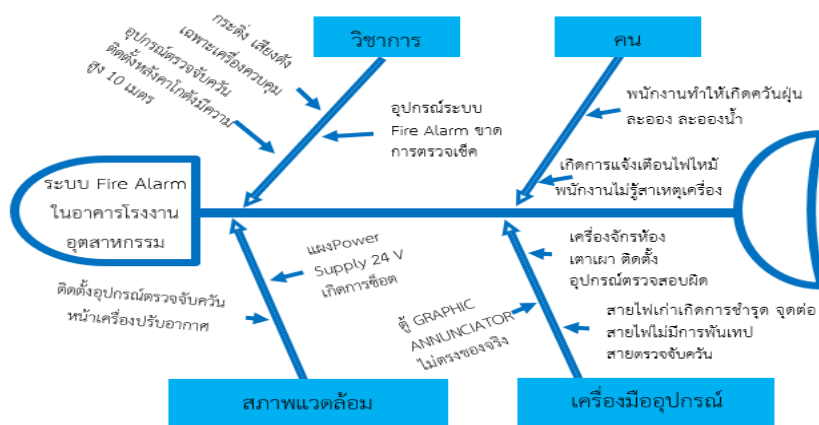 วิชาการ
คน
กระดิ่ง เสียงดัง
เฉพาะเครื่องควบคุม
อุปกรณ์ตรวจจับควัน
ติดตั้งหลังคาโกดังมีความ
สูง 10 เมตร
อุปกรณ์ระบบ
Fire Alarm ขาด
การตรวจเช็ค
พนักงานทำให้เกิดควันฝุ่น
ละออง ละอองน้ำ
เกิดการแจ้งเตือนไฟไหม้
พนักงานไม่รู้สาเหตุเครื่อง
ระบบ Fire Alarm
ในอาคารโรงงาน
อุตสาหกรรม
แผงPower
Supply 24 V
เกิดการช็อต
ติดตั้งอุปกรณ์ตรวจจับควัน
หน้าเครื่องปรับอากาศ
เครื่องจักรห้อง
เตาเผา ติดตั้ง
อุปกรณ์ตรวจสอบผิด
ตู้ GRAPHIC
ANNUNCIATOR
ไม่ตรงของจริง
สายไฟเก่าเกิดการชำรุด จุดต่อ
สายไฟไม่มีการพันเทป
สายตรวจจับควัน
สภาพแวดล้อม
เครื่องมืออุปกรณ์